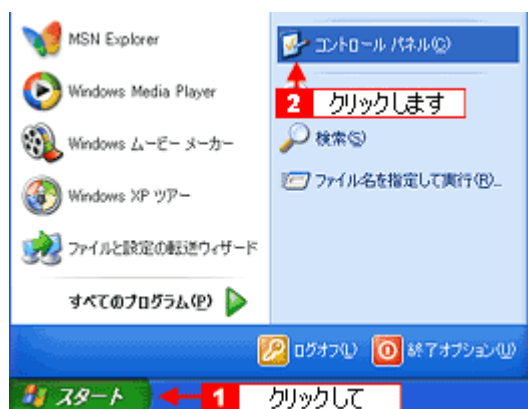 MSN Explorer
Windows Media Player
Windows ムービー メーカー
Windows XP ツアー
ファイルと設定の転送ウィザード
すべてのプログラム(P)
コントロール パネル(C)
2 クリックします
検索(S)
ファイル名を指定して実行(R)...
ログオフ(L)
終了オプション(U)
スタート
1 クリックして